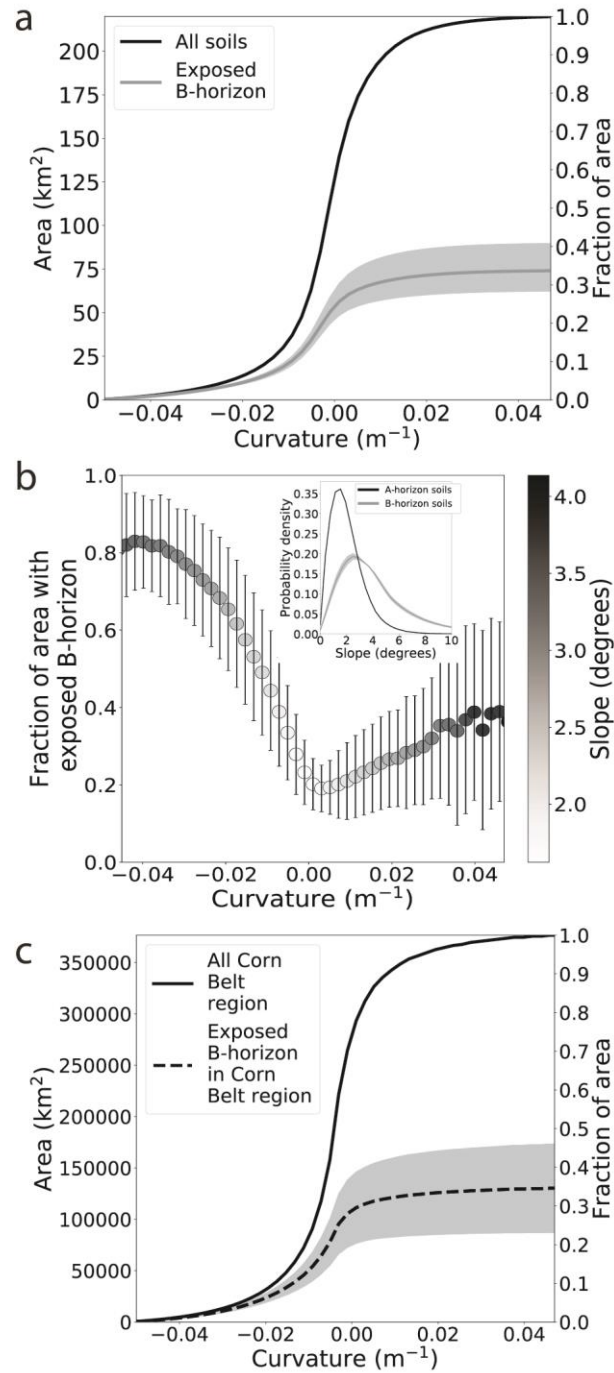 a
All soils
Exposed
B-horizon
Area (km²)
Fraction of area
0
25
50
75
100
125
150
175
200
0.0
0.1
0.2
0.3
0.4
0.5
0.6
0.7
0.8
0.9
1.0
−0.04 −0.02 0.00 0.02 0.04
Curvature (m⁻¹)
b
Fraction of area with
exposed B-horizon
1.0
0.8
0.6
0.4
0.2
0.0
A-horizon soils
B-horizon soils
Probability density
0.35
0.30
0.25
0.20
0.15
0.10
0.05
0.00
0 2 4 6 8 10
Slope (degrees)
−0.04 −0.02 0.00 0.02 0.04
Curvature (m⁻¹)
4.0
3.5
3.0
2.5
2.0
Slope (degrees)
c
All Corn
Belt
region
Exposed
B-horizon
in Corn
Belt region
Area (km²)
Fraction of area
350000
300000
250000
200000
150000
100000
50000
0
1.0
0.9
0.8
0.7
0.6
0.5
0.4
0.3
0.2
0.1
0.0
−0.04 −0.02 0.00 0.02 0.04
Curvature (m⁻¹)